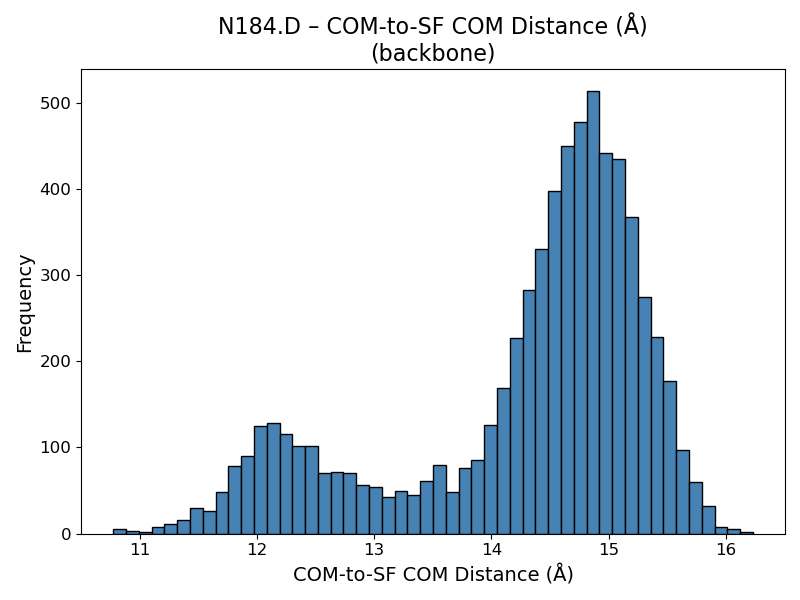 N184.D – COM-to-SF COM Distance (Å)
(backbone)
500
400
300
200
100
0
Frequency
11 12 13 14 15 16
COM-to-SF COM Distance (Å)